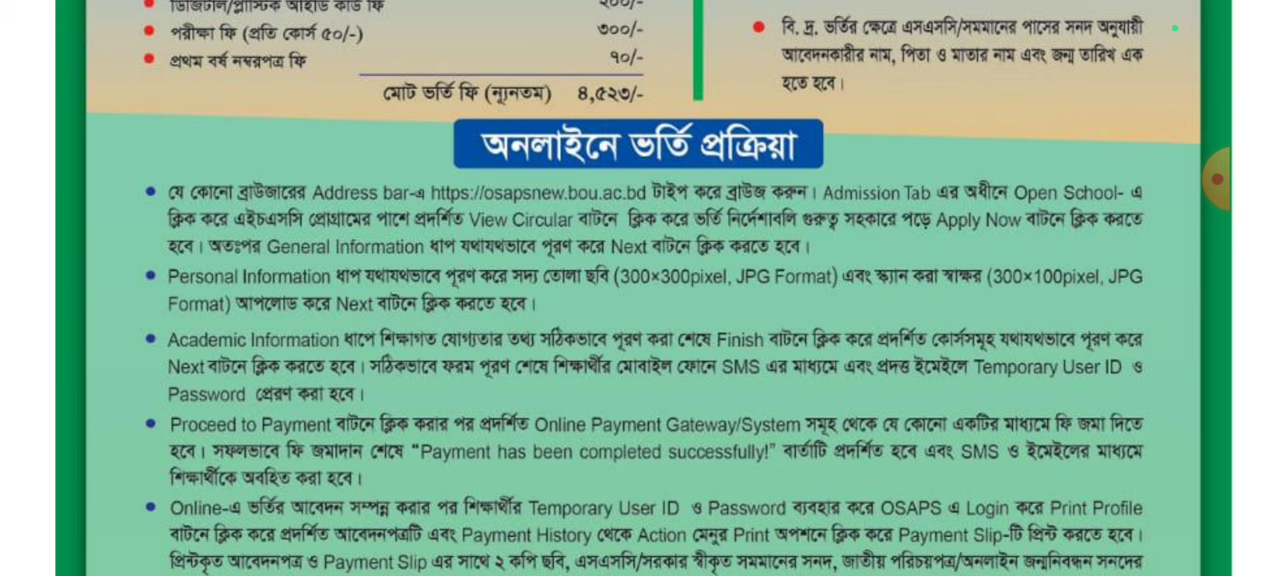 ডিজিটাল/প্লাস্টিক আইডি কার্ড ফি ২০০/-
পরীক্ষা ফি (প্রতি কোর্স ৫০/-) ৩০০/-
প্রথম বর্ষ নম্বরপত্র ফি ৭০/-
মোট ভর্তি ফি (ন্যূনতম) ৪,৫২৩/-
বি. দ্র. ভর্তির ক্ষেত্রে এসএসসি/সমমানের পাসের সনদ অনুযায়ী
আবেদনকারীর নাম, পিতা ও মাতার নাম এবং জন্ম তারিখ এক
হতে হবে।
অনলাইনে ভর্তি প্রক্রিয়া
যে কোনো ব্রাউজারের Address bar-এ https://osapsnew.bou.ac.bd টাইপ করে ব্রাউজ করুন। Admission Tab এর অধীনে Open School- এ
ক্লিক করে এইচএসসি প্রোগ্রামের পাশে প্রদর্শিত View Circular বাটনে ক্লিক করে ভর্তি নির্দেশাবলি গুরুত্ব সহকারে পড়ে Apply Now বাটনে ক্লিক করতে
হবে। অতঃপর General Information ধাপ যথাযথভাবে পূরণ করে Next বাটনে ক্লিক করতে হবে।
Personal Information ধাপ যথাযথভাবে পূরণ করে সদ্য তোলা ছবি (300×300pixel, JPG Format) এবং স্ক্যান করা স্বাক্ষর (300×100pixel, JPG
Format) আপলোড করে Next বাটনে ক্লিক করতে হবে।
Academic Information ধাপে শিক্ষাগত যোগ্যতার তথ্য সঠিকভাবে পূরণ করা শেষে Finish বাটনে ক্লিক করে প্রদর্শিত কোর্সসমূহ যথাযথভাবে পূরণ করে
Next বাটনে ক্লিক করতে হবে। সঠিকভাবে ফরম পূরণ শেষে শিক্ষার্থীর মোবাইল ফোনে SMS এর মাধ্যমে এবং প্রদত্ত ইমেইলে Temporary User ID ও
Password প্রেরণ করা হবে।
Proceed to Payment বাটনে ক্লিক করার পর প্রদর্শিত Online Payment Gateway/System সমূহ থেকে যে কোনো একটির মাধ্যমে ফি জমা দিতে
হবে। সফলভাবে ফি জমাদান শেষে “Payment has been completed successfully!” বার্তাটি প্রদর্শিত হবে এবং SMS ও ইমেইলের মাধ্যমে
শিক্ষার্থীকে অবহিত করা হবে।
Online-এ ভর্তির আবেদন সম্পন্ন করার পর শিক্ষার্থীর Temporary User ID ও Password ব্যবহার করে OSAPS এ Login করে Print Profile
বাটনে ক্লিক করে প্রদর্শিত আবেদনপত্রটি এবং Payment History থেকে Action মেনুর Print অপশনে ক্লিক করে Payment Slip-টি প্রিন্ট করতে হবে।
প্রিন্টকৃত আবেদনপত্র ও Payment Slip এর সাথে ২ কপি ছবি, এসএসসি/সরকার স্বীকৃত সমমানের সনদ, জাতীয় পরিচয়পত্র/অনলাইন জন্মনিবন্ধন সনদের